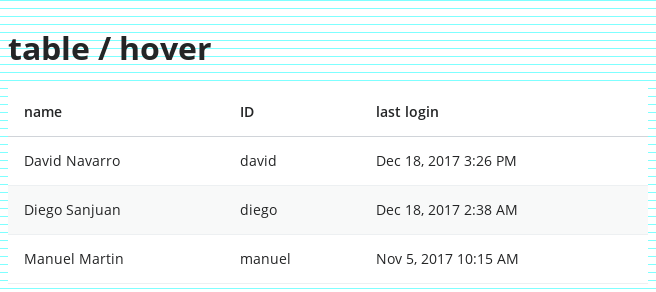 table / hover
name ID last login
David Navarro david Dec 18, 2017 3:26 PM
Diego Sanjuan diego Dec 18, 2017 2:38 AM
Manuel Martin manuel Nov 5, 2017 10:15 AM